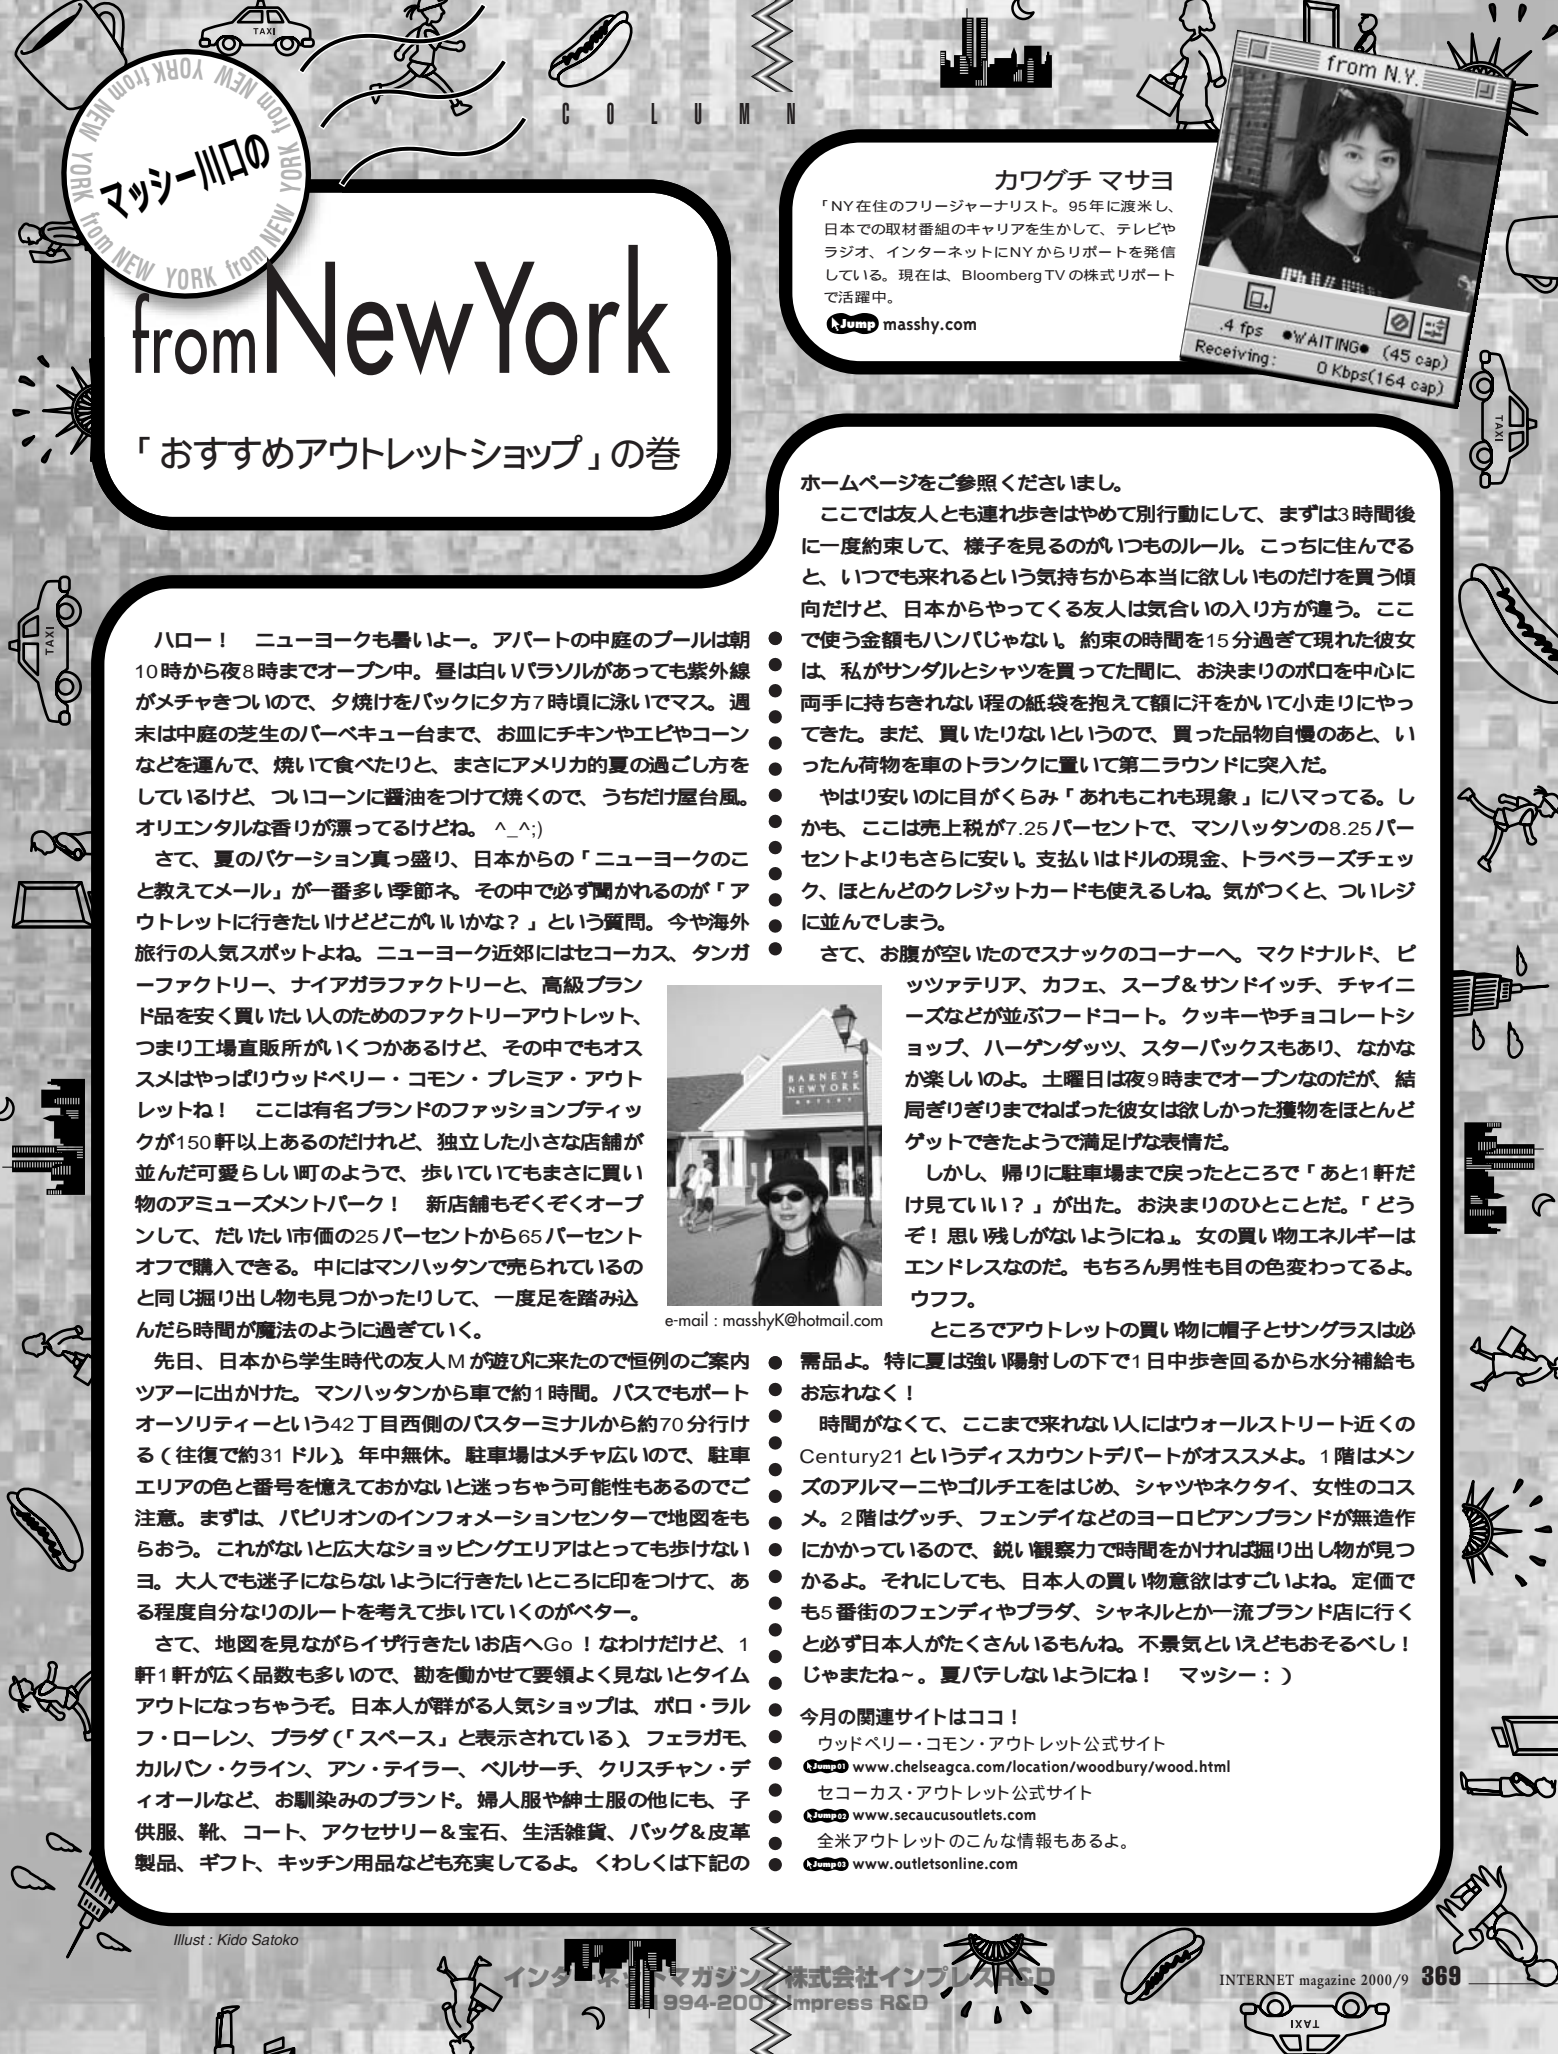 COLUMN
マッシー川口の
from NEW YORK from NEW YORK from NEW YORK from NEW YORK
from New York
「おすすめアウトレットショップ」の巻
カワグチ マサヨ
「NY在住のフリージャーナリスト。95年に渡米し、
日本での取材番組のキャリアを生かして、テレビや
ラジオ、インターネットにNYからリポートを発信
している。現在は、Bloomberg TVの株式リポート
で活躍中。
Jump masshy.com
from N.Y.
.4 fps ●WAITING● (45 cap)
Receiving: 0 Kbps(164 cap)
ハロー！　ニューヨークも暑いよー。アパートの中庭のプールは朝
10時から夜8時までオープン中。昼は白いパラソルがあっても紫外線
がメチャきついので、夕焼けをバックに夕方7時頃に泳いでマス。週
末は中庭の芝生のバーベキュー台まで、お皿にチキンやエビやコーン
などを運んで、焼いて食べたりと、まさにアメリカ的夏の過ごし方を
しているけど、ついコーンに醤油をつけて焼くので、うちだけ屋台風。
オリエンタルな香りが漂ってるけどね。^_^;)
さて、夏のバケーション真っ盛り、日本からの「ニューヨークのこ
と教えてメール」が一番多い季節ネ。その中で必ず聞かれるのが「ア
ウトレットに行きたいけどどこがいいかな？」という質問。今や海外
旅行の人気スポットよね。ニューヨーク近郊にはセコーカス、タンガ
ーファクトリー、ナイアガラファクトリーと、高級ブラン
ド品を安く買いたい人のためのファクトリーアウトレット、
つまり工場直販所がいくつかあるけど、その中でもオス
スメはやっぱりウッドベリー・コモン・プレミア・アウト
レットね！　ここは有名ブランドのファッションブティッ
クが150軒以上あるのだけれど、独立した小さな店舗が
並んだ可愛らしい町のようで、歩いていてもまさに買い
物のアミューズメントパーク！　新店舗もぞくぞくオープ
ンして、だいたい市価の25パーセントから65パーセント
オフで購入できる。中にはマンハッタンで売られているの
と同じ掘り出し物も見つかったりして、一度足を踏み込
んだら時間が魔法のように過ぎていく。
先日、日本から学生時代の友人Mが遊びに来たので恒例のご案内
ツアーに出かけた。マンハッタンから車で約1時間。バスでもポート
オーソリティーという42丁目西側のバスターミナルから約70分行け
る（往復で約31ドル）。年中無休。駐車場はメチャ広いので、駐車
エリアの色と番号を憶えておかないと迷っちゃう可能性もあるのでご
注意。まずは、パビリオンのインフォメーションセンターで地図をも
らおう。これがないと広大なショッピングエリアはとっても歩けない
ヨ。大人でも迷子にならないように行きたいところに印をつけて、あ
る程度自分なりのルートを考えて歩いていくのがベター。
さて、地図を見ながらイザ行きたいお店へGo！なわけだけど、1
軒1軒が広く品数も多いので、勘を働かせて要領よく見ないとタイム
アウトになっちゃうぞ。日本人が群がる人気ショップは、ポロ・ラル
フ・ローレン、プラダ（「スペース」と表示されている）、フェラガモ、
カルバン・クライン、アン・テイラー、ベルサーチ、クリスチャン・デ
ィオールなど、お馴染みのブランド。婦人服や紳士服の他にも、子
供服、靴、コート、アクセサリー＆宝石、生活雑貨、バッグ＆皮革
製品、ギフト、キッチン用品なども充実してるよ。くわしくは下記の
BARNEYS
NEWYORK
OUTLET
e-mail : masshyK@hotmail.com
ホームページをご参照くださいまし。
ここでは友人とも連れ歩きはやめて別行動にして、まずは3時間後
に一度約束して、様子を見るのがいつものルール。こっちに住んでる
と、いつでも来れるという気持ちから本当に欲しいものだけを買う傾
向だけど、日本からやってくる友人は気合いの入り方が違う。ここ
で使う金額もハンパじゃない。約束の時間を15分過ぎて現れた彼女
は、私がサンダルとシャツを買ってた間に、お決まりのポロを中心に
両手に持ちきれない程の紙袋を抱えて額に汗をかいて小走りにやっ
てきた。まだ、買いたりないというので、買った品物自慢のあと、い
ったん荷物を車のトランクに置いて第二ラウンドに突入だ。
やはり安いのに目がくらみ「あれもこれも現象」にハマってる。し
かも、ここは売上税が7.25パーセントで、マンハッタンの8.25パー
セントよりもさらに安い。支払いはドルの現金、トラベラーズチェッ
ク、ほとんどのクレジットカードも使えるしね。気がつくと、ついレジ
に並んでしまう。
さて、お腹が空いたのでスナックのコーナーへ。マクドナルド、ピ
ッツァテリア、カフェ、スープ＆サンドイッチ、チャイニ
ーズなどが並ぶフードコート。クッキーやチョコレートシ
ョップ、ハーゲンダッツ、スターバックスもあり、なかな
か楽しいのよ。土曜日は夜9時までオープンなのだが、結
局ぎりぎりまでねばった彼女は欲しかった獲物をほとんど
ゲットできたようで満足げな表情だ。
しかし、帰りに駐車場まで戻ったところで「あと1軒だ
け見ていい？」が出た。お決まりのひとことだ。「どう
ぞ！思い残しがないようにね」。女の買い物エネルギーは
エンドレスなのだ。もちろん男性も目の色変わってるよ。
ウフフ。
ところでアウトレットの買い物に帽子とサングラスは必
需品よ。特に夏は強い陽射しの下で1日中歩き回るから水分補給も
お忘れなく！
時間がなくて、ここまで来れない人にはウォールストリート近くの
Century21というディスカウントデパートがオススメよ。1階はメン
ズのアルマーニやゴルチエをはじめ、シャツやネクタイ、女性のコス
メ。2階はグッチ、フェンデイなどのヨーロピアンブランドが無造作
にかかっているので、鋭い観察力で時間をかければ掘り出し物が見つ
かるよ。それにしても、日本人の買い物意欲はすごいよね。定価で
も5番街のフェンディやプラダ、シャネルとか一流ブランド店に行く
と必ず日本人がたくさんいるもんね。不景気といえどもおそるべし！
じゃまたね～。夏バテしないようにね！　マッシー：）
今月の関連サイトはココ！
ウッドベリー・コモン・アウトレット公式サイト
Jump01 www.chelseagca.com/location/woodbury/wood.html
セコーカス・アウトレット公式サイト
Jump02 www.secaucusoutlets.com
全米アウトレットのこんな情報もあるよ。
Jump03 www.outletsonline.com
Illust : Kido Satoko
インターネットマガジン／株式会社インプレスR&D
1994-2007 Impress R&D
INTERNET magazine 2000/9 369
TAXI
TAXI
TAXI
TAXI